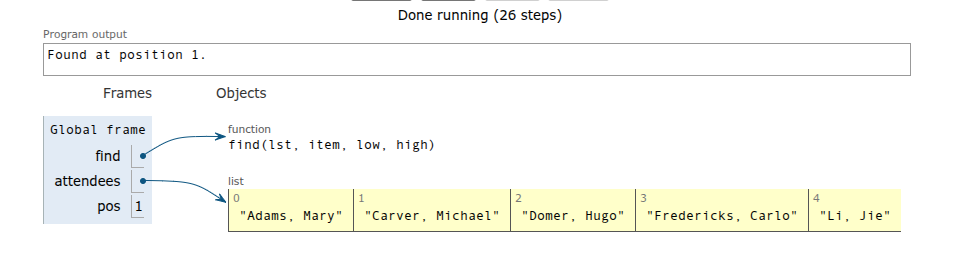 Done running (26 steps)
Program output
Found at position 1.
Frames Objects
Global frame
find
attendees
pos 1
function
find(lst, item, low, high)
list
0 1 2 3 4
"Adams, Mary" "Carver, Michael" "Domer, Hugo" "Fredericks, Carlo" "Li, Jie"